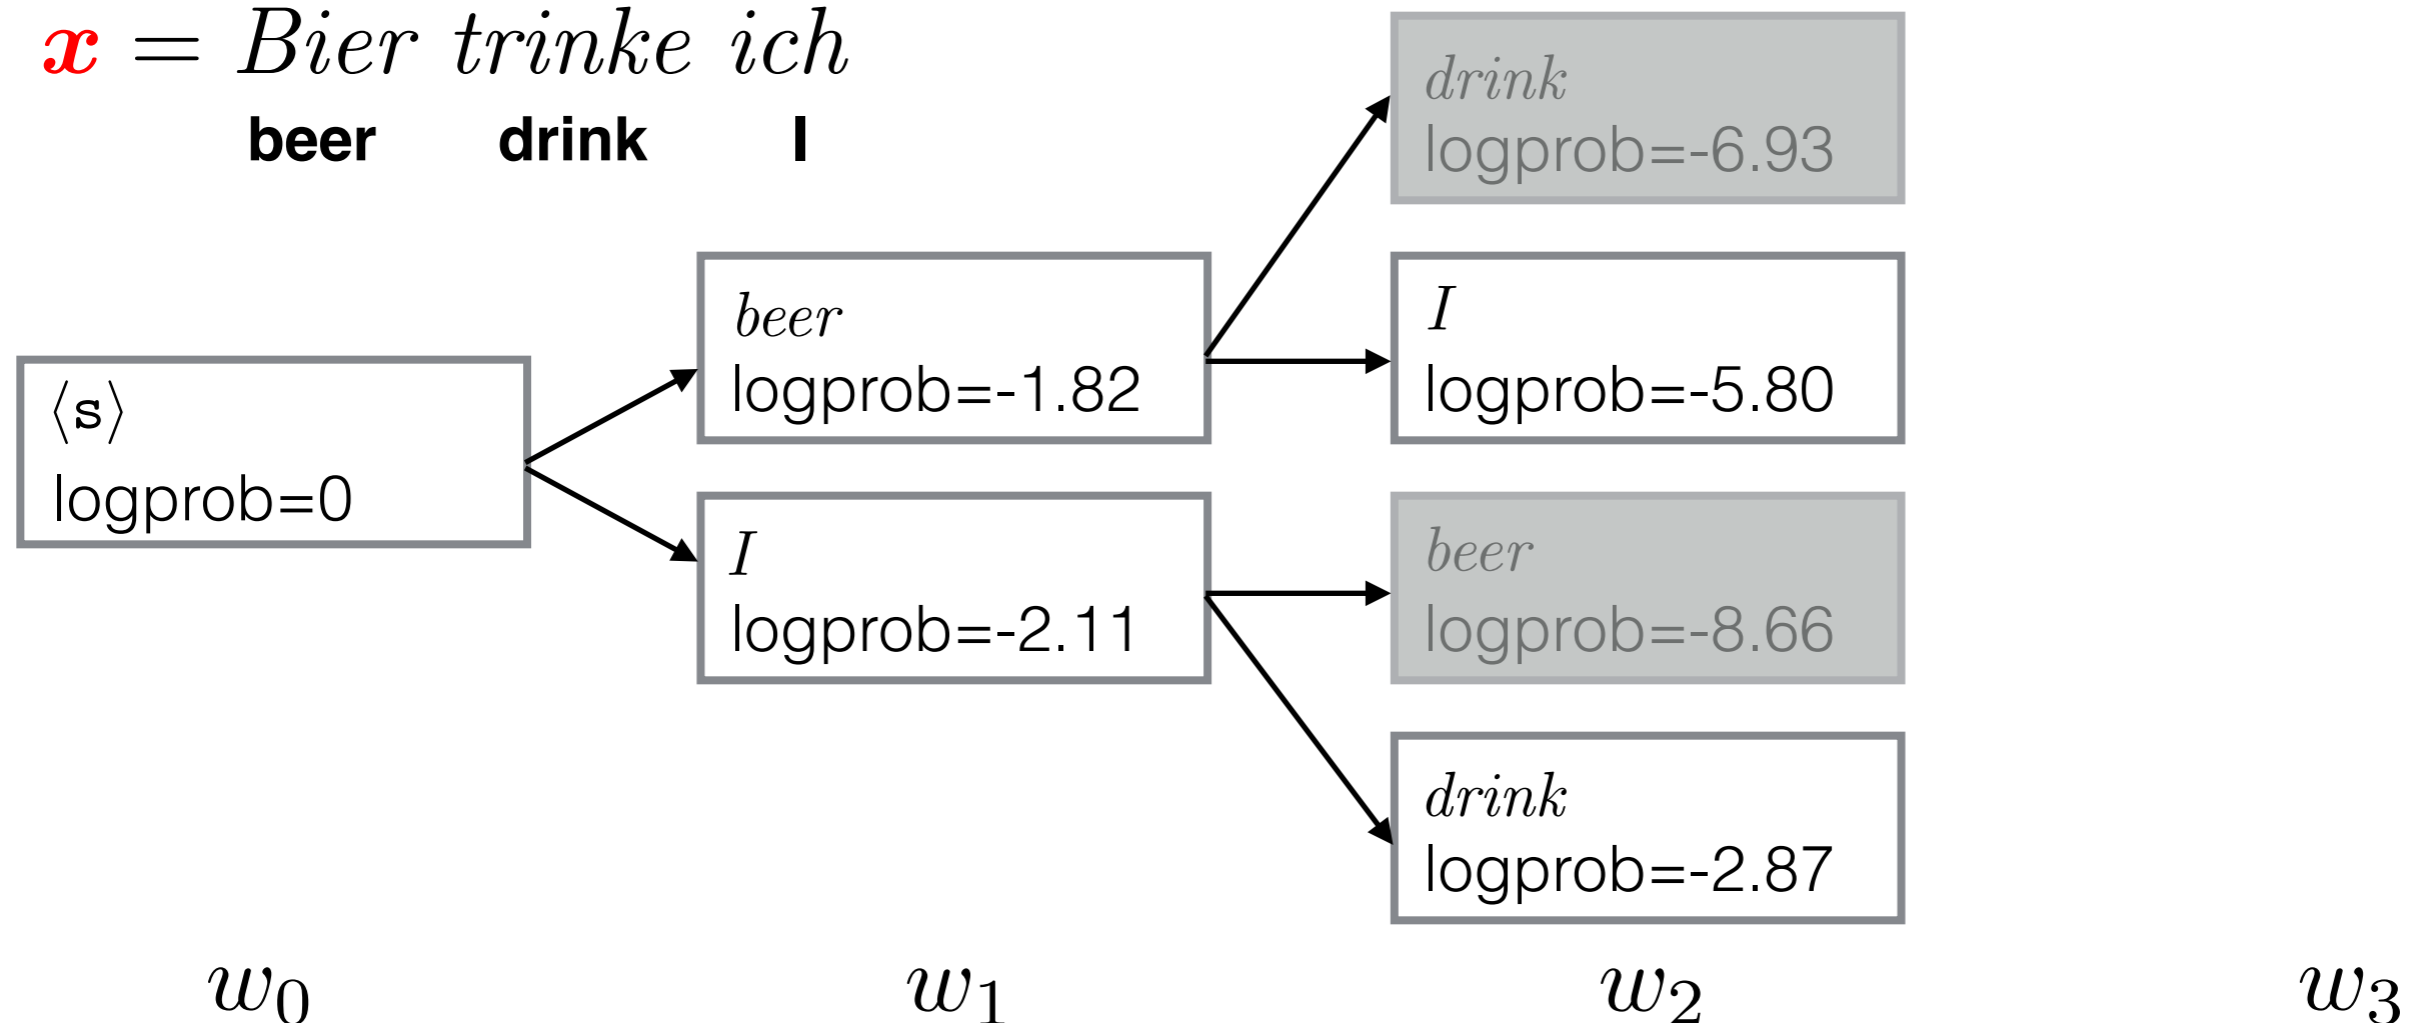 x = Bier trinke ich
beer drink I
⟨s⟩
logprob=0
beer
logprob=-1.82
I
logprob=-2.11
drink
logprob=-6.93
I
logprob=-5.80
beer
logprob=-8.66
drink
logprob=-2.87
w₀ w₁ w₂ w₃